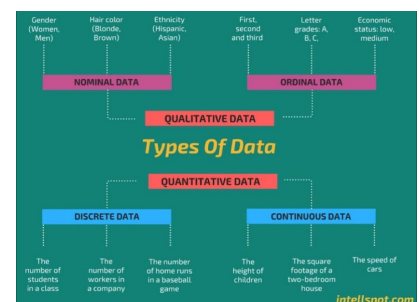 Gender
(Women,
Men)
Hair color
(Blonde,
Brown)
Ethnicity
(Hispanic,
Asian)
First,
second
and third
Letter
grades: A,
B, C,
Economic
status: low,
medium
NOMINAL DATA
ORDINAL DATA
QUALITATIVE DATA
Types Of Data
QUANTITATIVE DATA
DISCRETE DATA
CONTINUOUS DATA
The
number of
students
in a class
The
number of
workers in
a company
The number
of home runs
in a baseball
game
The
height of
children
The square
footage of a
two-bedroom
house
The speed of
cars
intellspot.com